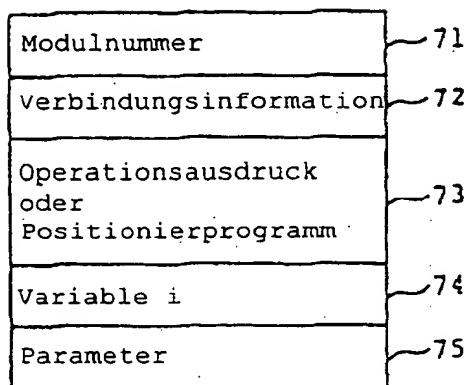 Modulnummer 71
Verbindungsinformation 72
Operationsausdruck
oder 73
Positionierprogramm
Variable i 74
Parameter 75